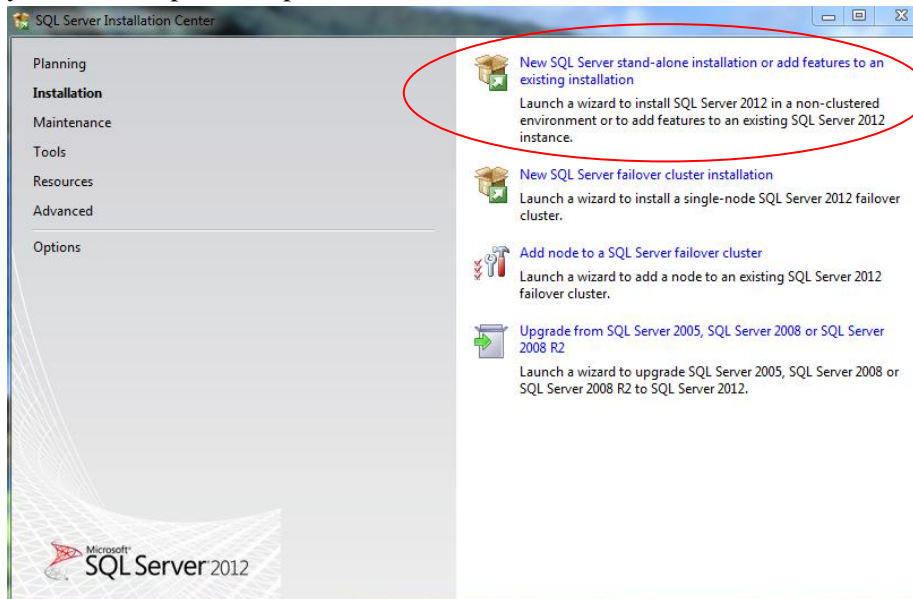 SQL Server Installation Center
Planning
Installation
Maintenance
Tools
Resources
Advanced
Options
New SQL Server stand-alone installation or add features to an
existing installation
Launch a wizard to install SQL Server 2012 in a non-clustered
environment or to add features to an existing SQL Server 2012
instance.
New SQL Server failover cluster installation
Launch a wizard to install a single-node SQL Server 2012 failover
cluster.
Add node to a SQL Server failover cluster
Launch a wizard to add a node to an existing SQL Server 2012
failover cluster.
Upgrade from SQL Server 2005, SQL Server 2008 or SQL Server
2008 R2
Launch a wizard to upgrade SQL Server 2005, SQL Server 2008 or
SQL Server 2008 R2 to SQL Server 2012.
Microsoft®
SQL Server 2012